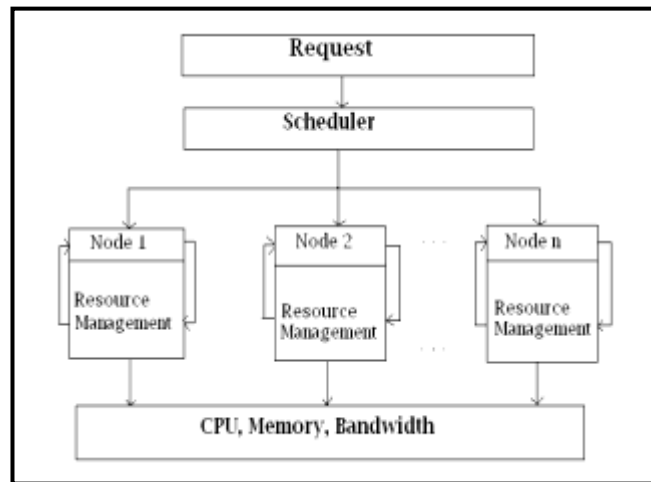 Request
Scheduler
Node 1
Node 2
. . .
Node n
Resource
Management
Resource
Management
. . .
Resource
Management
CPU, Memory, Bandwidth